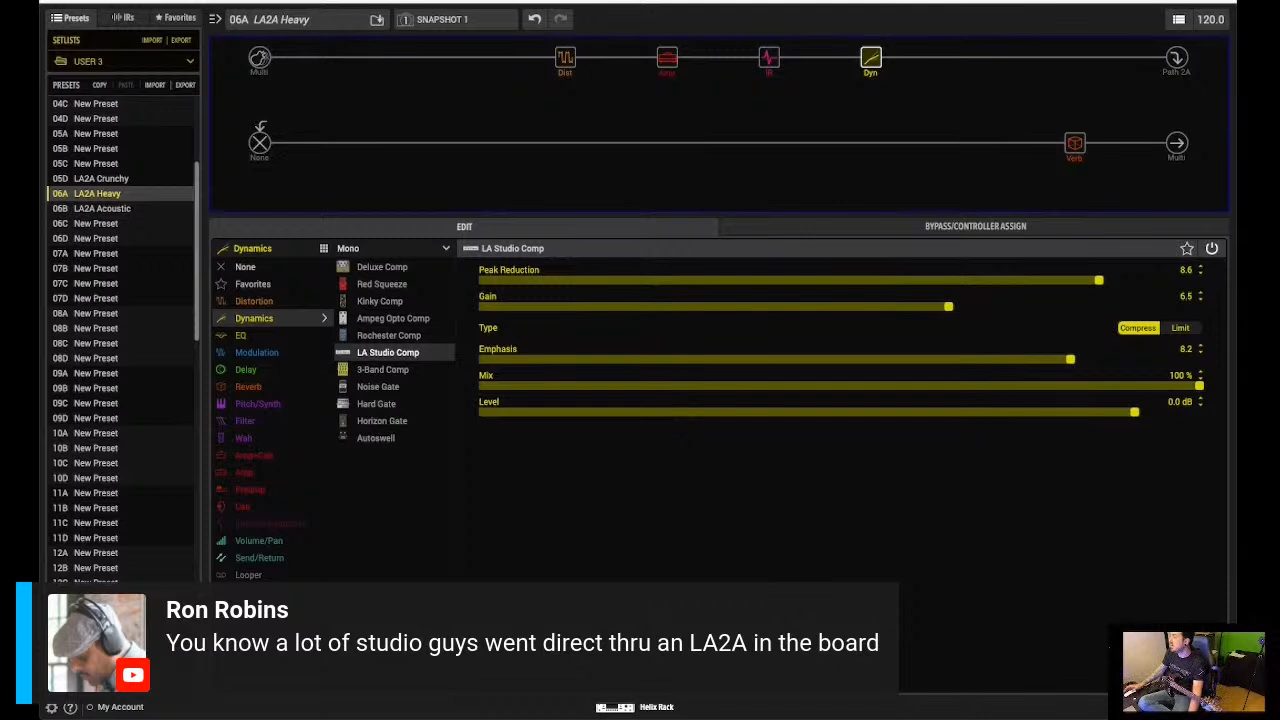 Presets
IRs
Favorites
06A LA2A Heavy
1 SNAPSHOT 1
120.0
SETLISTS
IMPORT | EXPORT
USER 3
PRESETS
COPY
PASTE
IMPORT
EXPORT
04C New Preset
04D New Preset
05A New Preset
05B New Preset
05C New Preset
05D LA2A Crunchy
06A LA2A Heavy
06B LA2A Acoustic
06C New Preset
06D New Preset
07A New Preset
07B New Preset
07C New Preset
07D New Preset
08A New Preset
08B New Preset
08C New Preset
08D New Preset
09A New Preset
09B New Preset
09C New Preset
09D New Preset
10A New Preset
10B New Preset
10C New Preset
10D New Preset
11A New Preset
11B New Preset
11C New Preset
11D New Preset
12A New Preset
12B New Preset
Multi
Dist
Amp
IR
Dyn
Path 2A
None
Verb
Multi
EDIT
BYPASS/CONTROLLER ASSIGN
Dynamics
Mono
LA Studio Comp
None
Favorites
Distortion
Dynamics
EQ
Modulation
Delay
Reverb
Pitch/Synth
Filter
Wah
Amp+Cab
Amp
Preamp
Cab
Impulse Response
Volume/Pan
Send/Return
Looper
Deluxe Comp
Red Squeeze
Kinky Comp
Ampeg Opto Comp
Rochester Comp
LA Studio Comp
3-Band Comp
Noise Gate
Hard Gate
Horizon Gate
Autoswell
Peak Reduction 8.6
Gain 6.5
Type Compress Limit
Emphasis 8.2
Mix 100 %
Level 0.0 dB
Ron Robins
You know a lot of studio guys went direct thru an LA2A in the board
My Account
Helix Rack